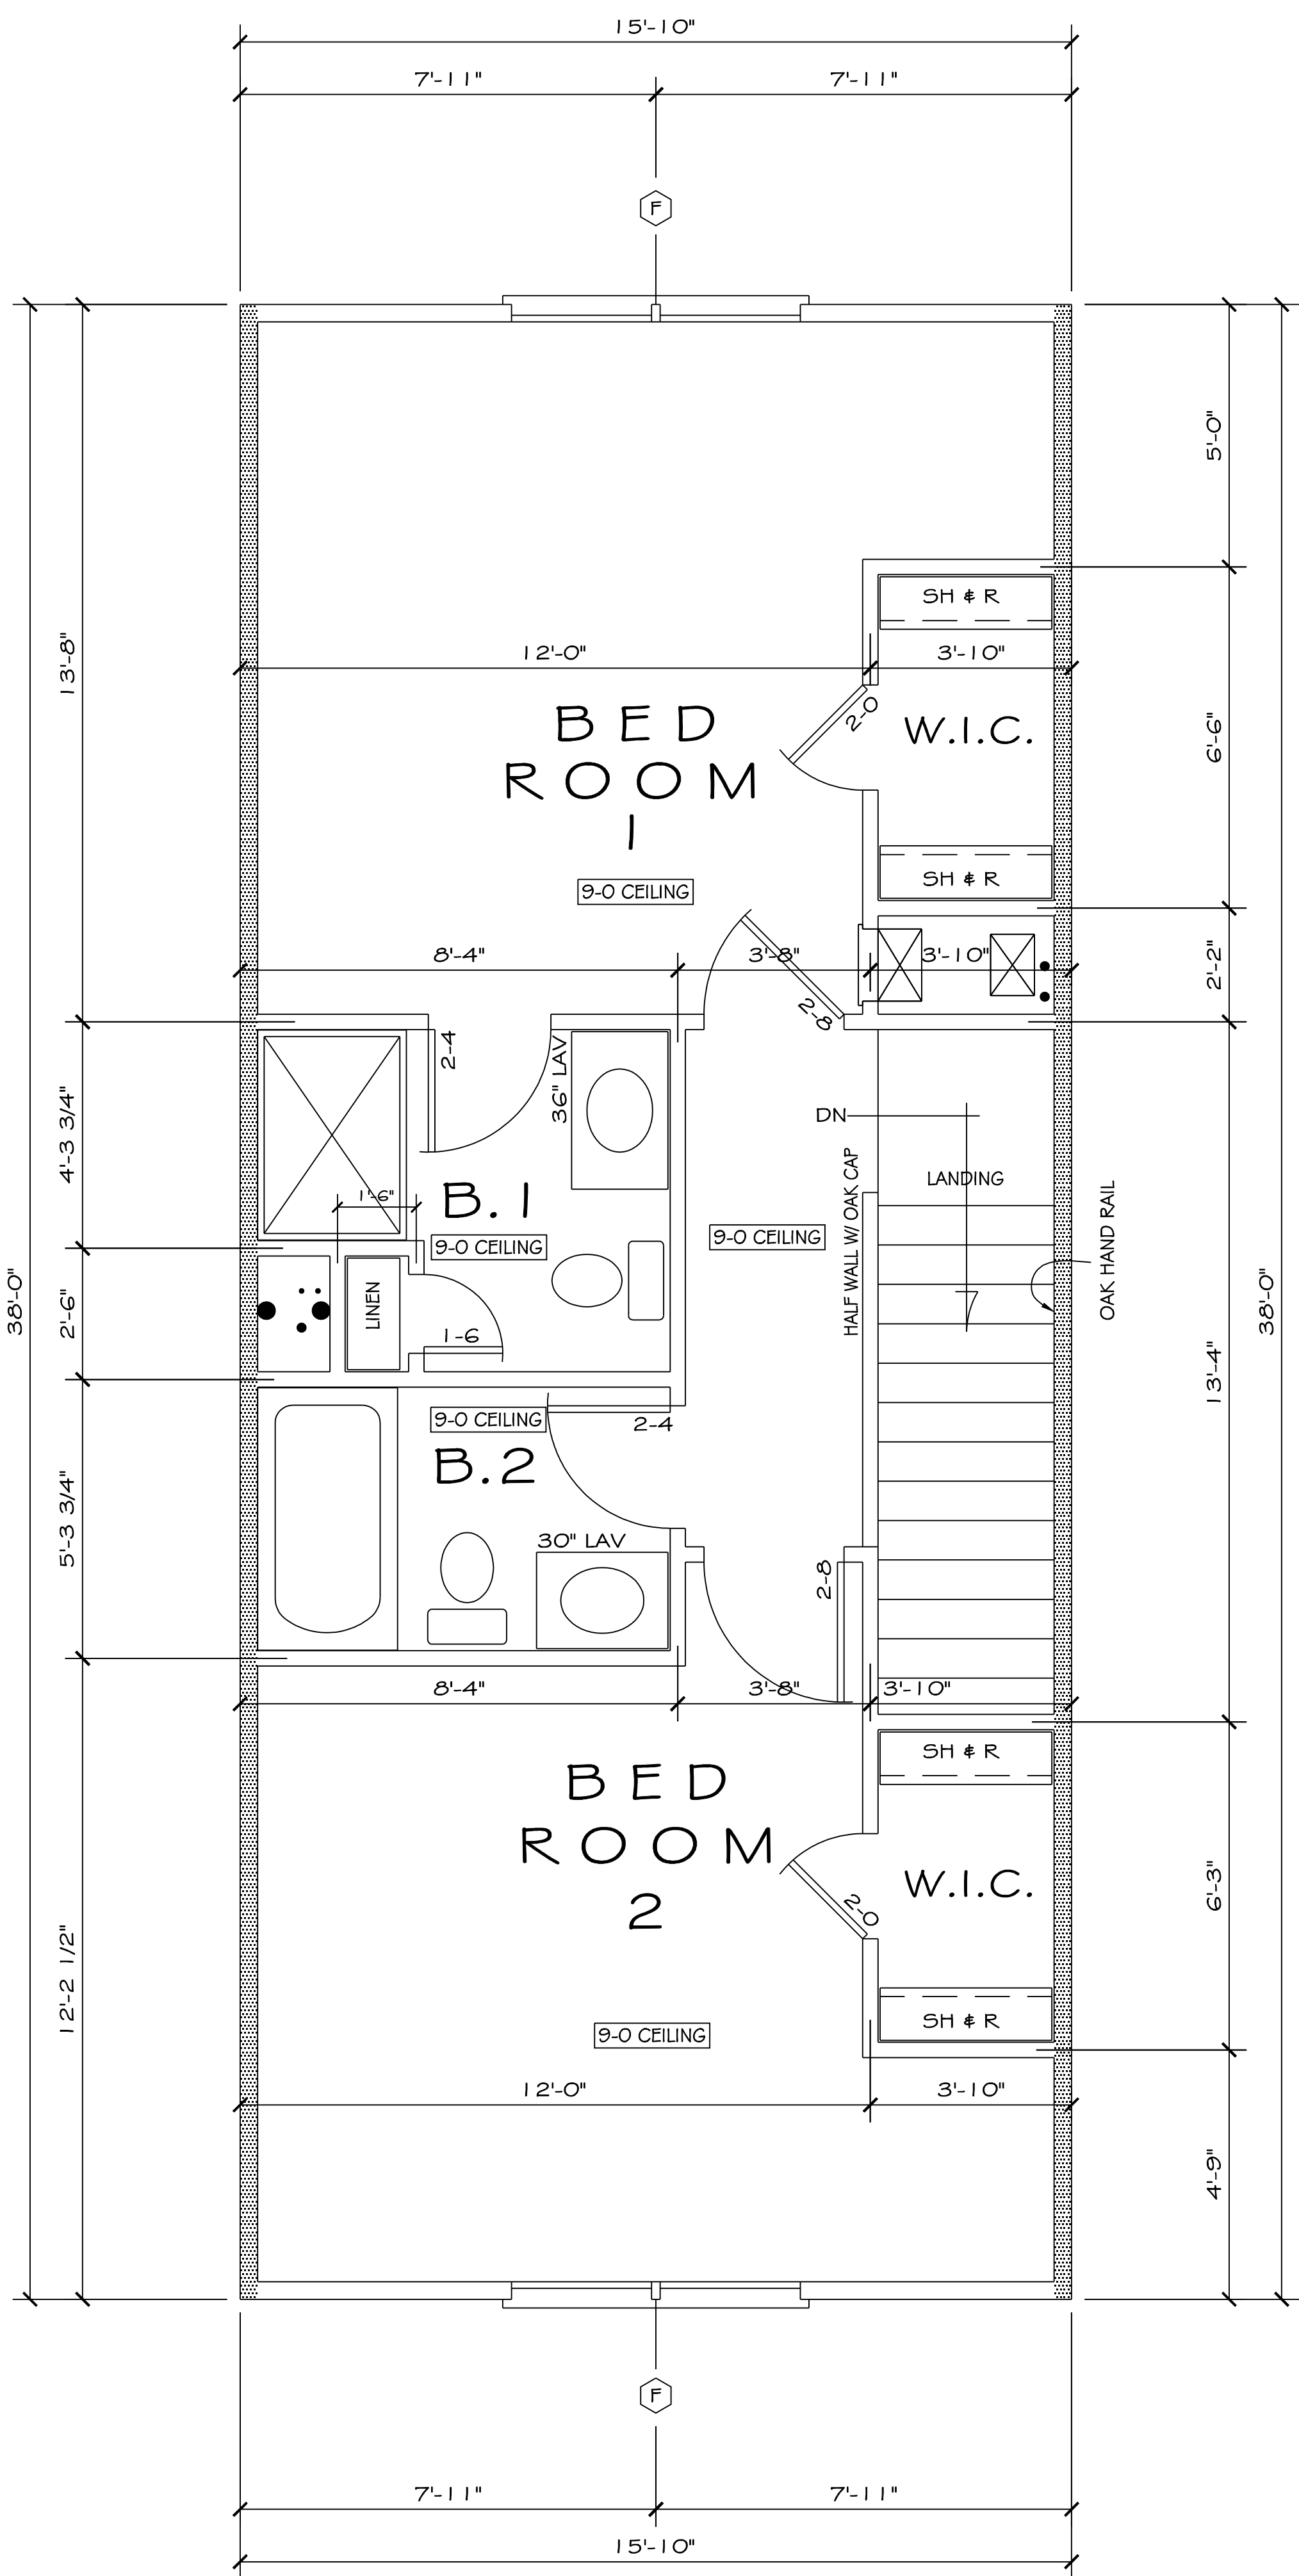 15'-10"
7'-11" 7'-11"
F
5'-0"
13'-8"
SH & R
12'-0" 3'-10"
2-0
BED
ROOM
1
W.I.C.
6'-6"
9-0 CEILING
SH & R
8'-4" 3'-8" 3'-10"
2'-2"
2-8
2-4
36" LAV
DN
4'-3 3/4"
LANDING
HALF WALL W/ OAK CAP
OAK HAND RAIL
1'-6"
B.1
9-0 CEILING
9-0 CEILING
38'-0"
2'-6"
LINEN
1-6
38'-0"
13'-4"
9-0 CEILING
2-4
B.2
5'-3 3/4"
30" LAV
2-8
8'-4" 3'-8" 3'-10"
SH & R
BED
ROOM
2
W.I.C.
2-0
6'-3"
12'-2 1/2"
9-0 CEILING
SH & R
12'-0" 3'-10"
4'-9"
F
7'-11" 7'-11"
15'-10"